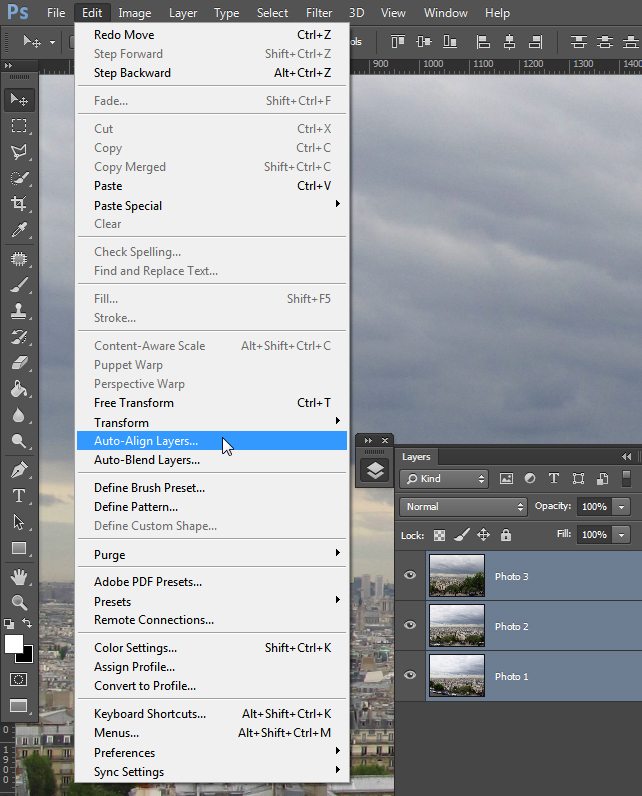 Ps File Edit Image Layer Type Select Filter 3D View Window Help
Redo Move Ctrl+Z
Step Forward Shift+Ctrl+Z
Step Backward Alt+Ctrl+Z
Fade... Shift+Ctrl+F
Cut Ctrl+X
Copy Ctrl+C
Copy Merged Shift+Ctrl+C
Paste Ctrl+V
Paste Special
Clear
Check Spelling...
Find and Replace Text...
Fill... Shift+F5
Stroke...
Content-Aware Scale Alt+Shift+Ctrl+C
Puppet Warp
Perspective Warp
Free Transform Ctrl+T
Transform
Auto-Align Layers...
Auto-Blend Layers...
Define Brush Preset...
Define Pattern...
Define Custom Shape...
Purge
Adobe PDF Presets...
Presets
Remote Connections...
Color Settings... Shift+Ctrl+K
Assign Profile...
Convert to Profile...
Keyboard Shortcuts... Alt+Shift+Ctrl+K
Menus... Alt+Shift+Ctrl+M
Preferences
Sync Settings
ols
900 1000 1100 1200 1300 1400
Layers
Kind
Normal Opacity: 100%
Lock: Fill: 100%
Photo 3
Photo 2
Photo 1